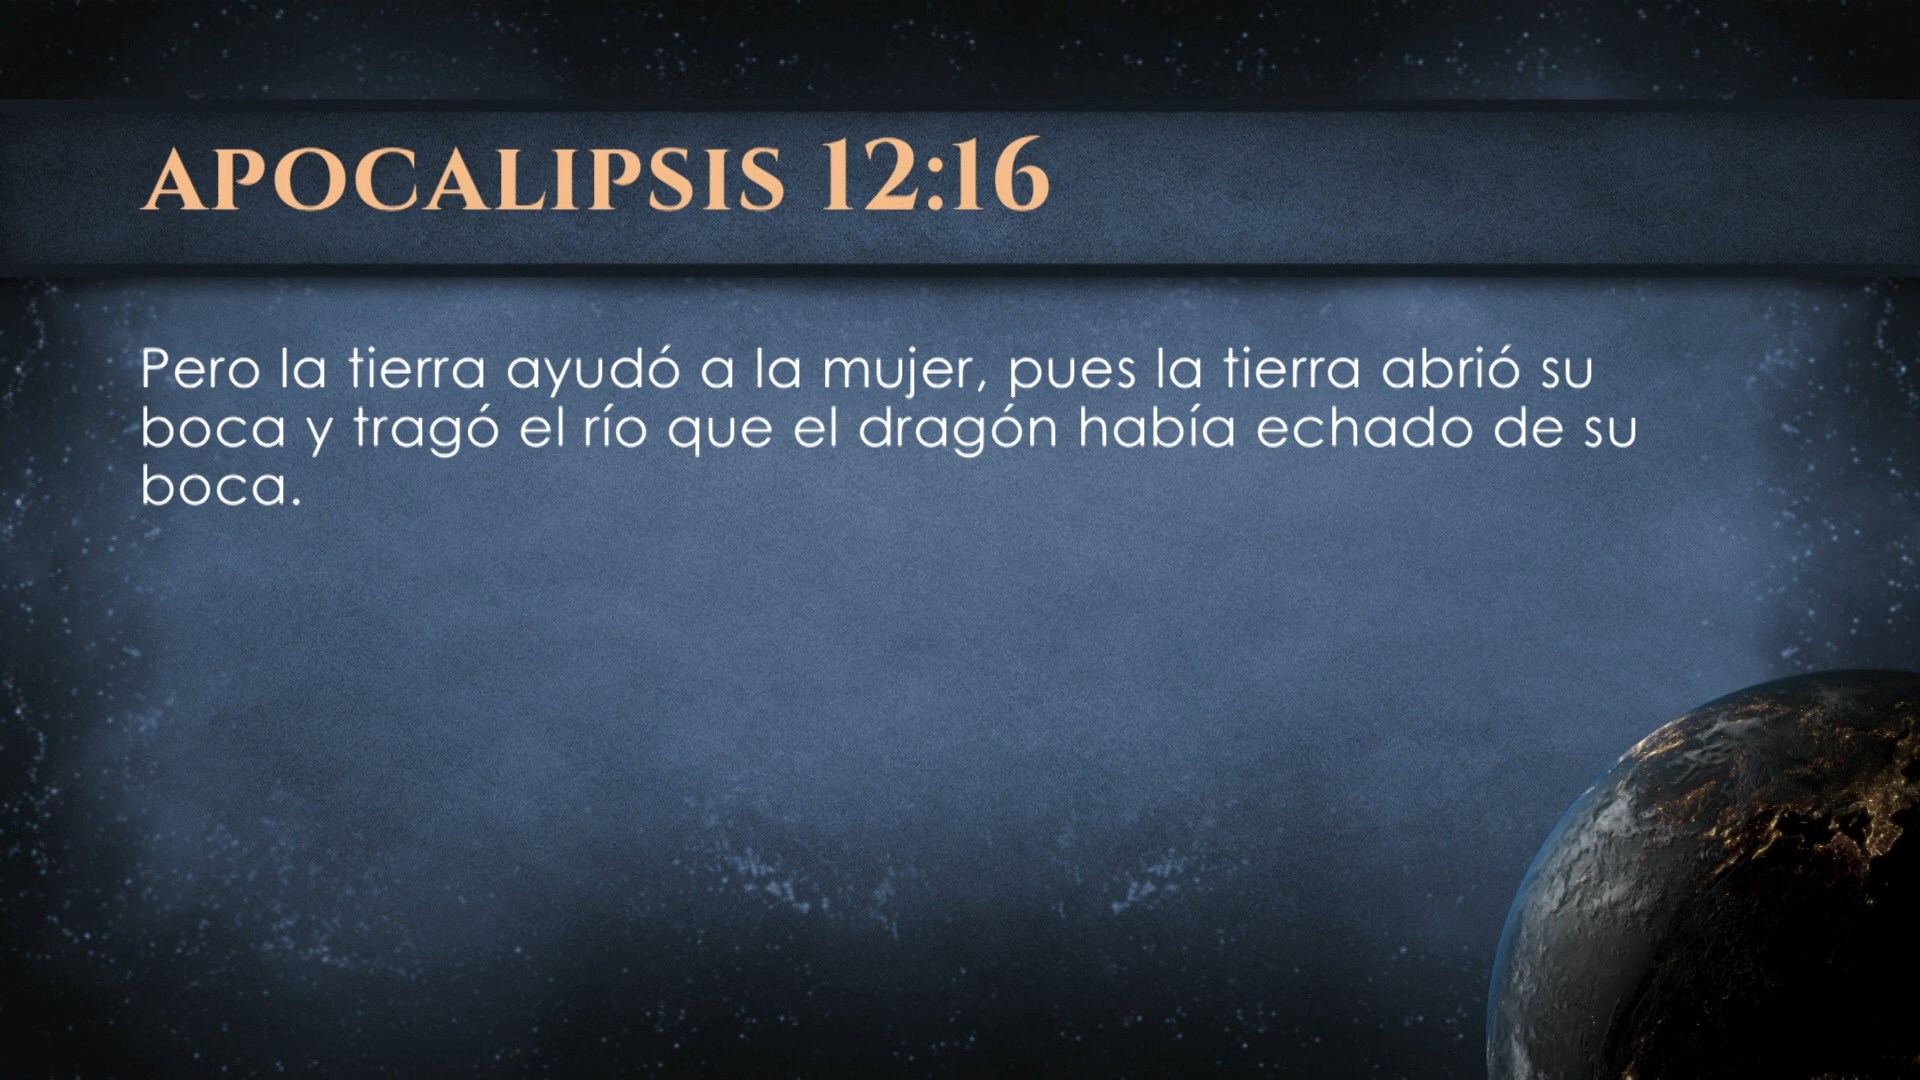 APOCALIPSIS 12:16
Pero la tierra ayudó a la mujer, pues la tierra abrió su
boca y tragó el río que el dragón había echado de su
boca.